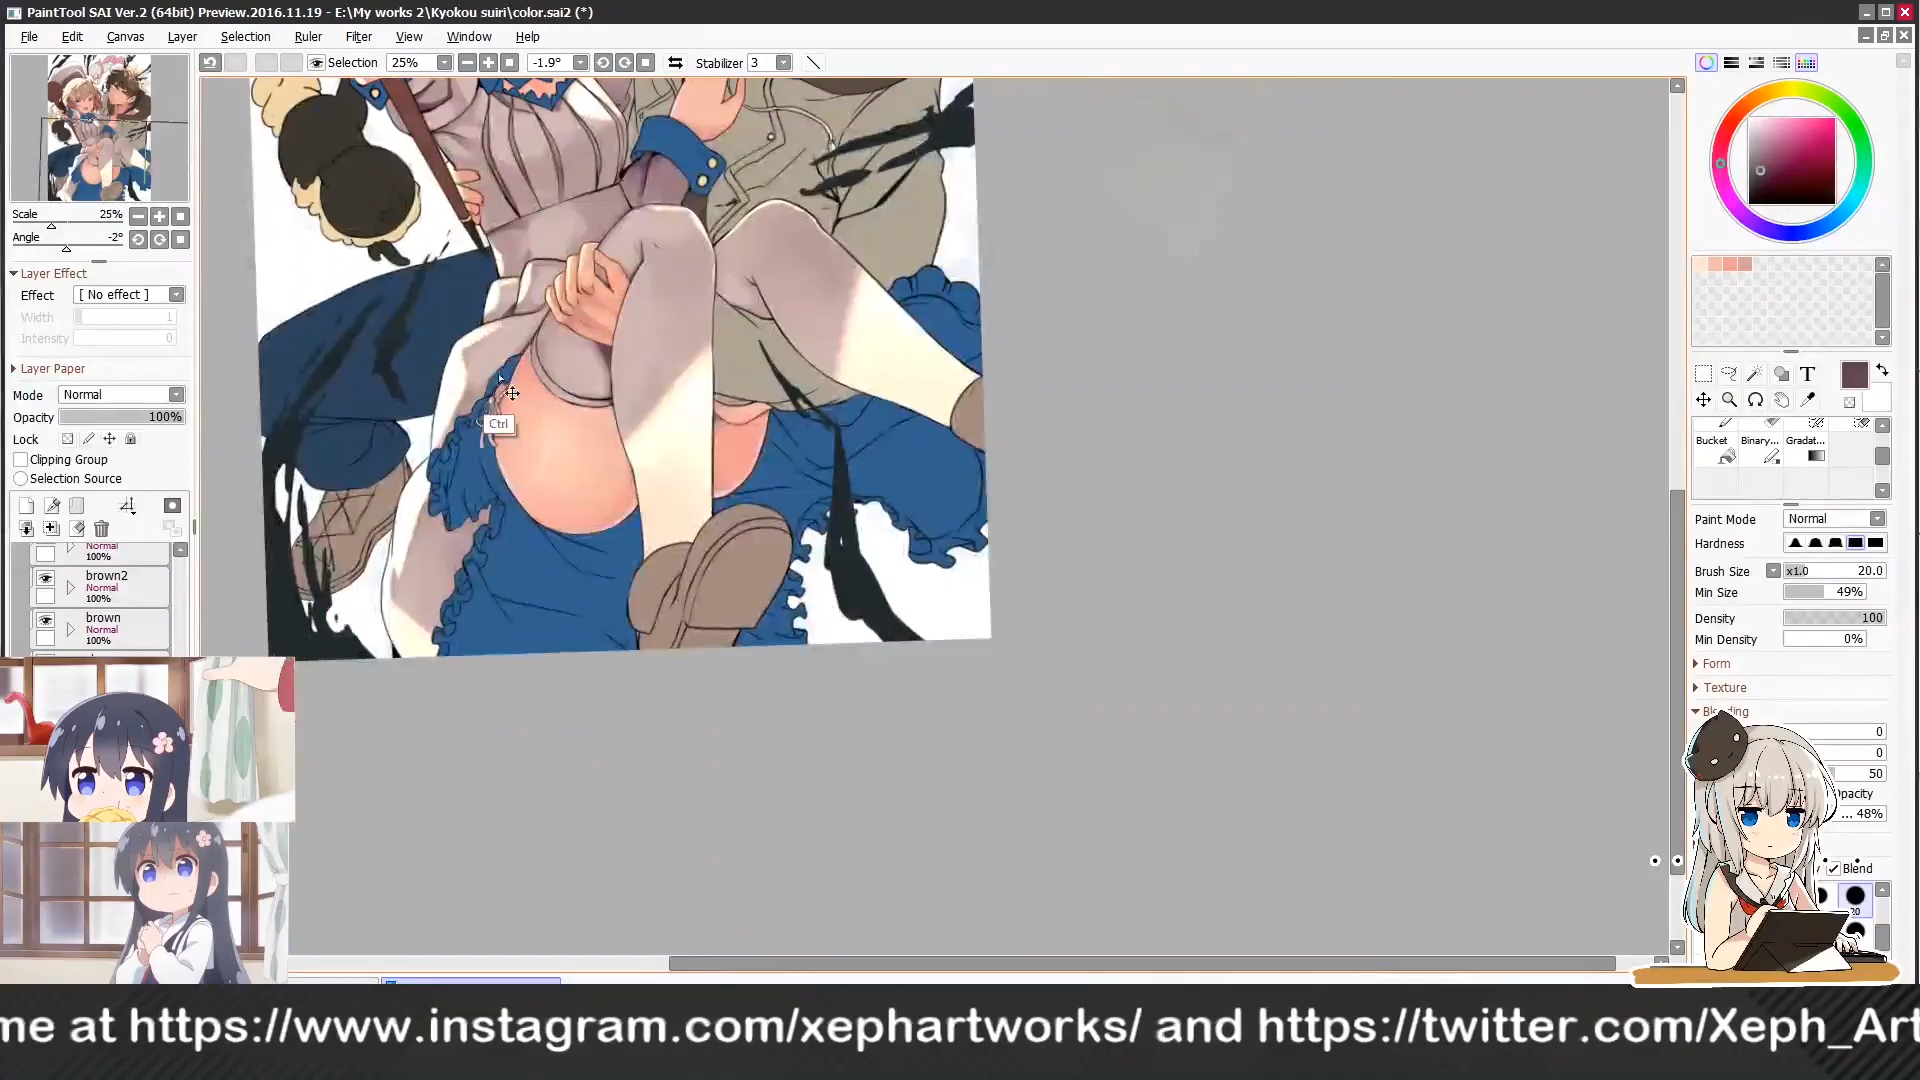 PaintTool SAI Ver.2 (64bit) Preview.2016.11.19 - E:\My works 2\Kyokou suiri\color.sai2 (*)
File Edit Canvas Layer Selection Ruler Filter View Window Help
Selection 25% -1.9° Stabilizer 3
Scale 25%
Angle -2°
Layer Effect
Effect [ No effect ]
Width 1
Intensity 0
Layer Paper
Mode Normal
Opacity 100%
Lock
Clipping Group
Selection Source
Normal
100%
brown2
Normal
100%
brown
Normal
100%
Ctrl
T
Bucket Binary... Gradat...
Paint Mode Normal
Hardness
Brush Size x1.0 20.0
Min Size 49%
Density 100
Min Density 0%
Form
Texture
0
0
50
... 48%
Blend
20
me at https://www.instagram.com/xephartworks/ and https://twitter.com/Xeph_Art